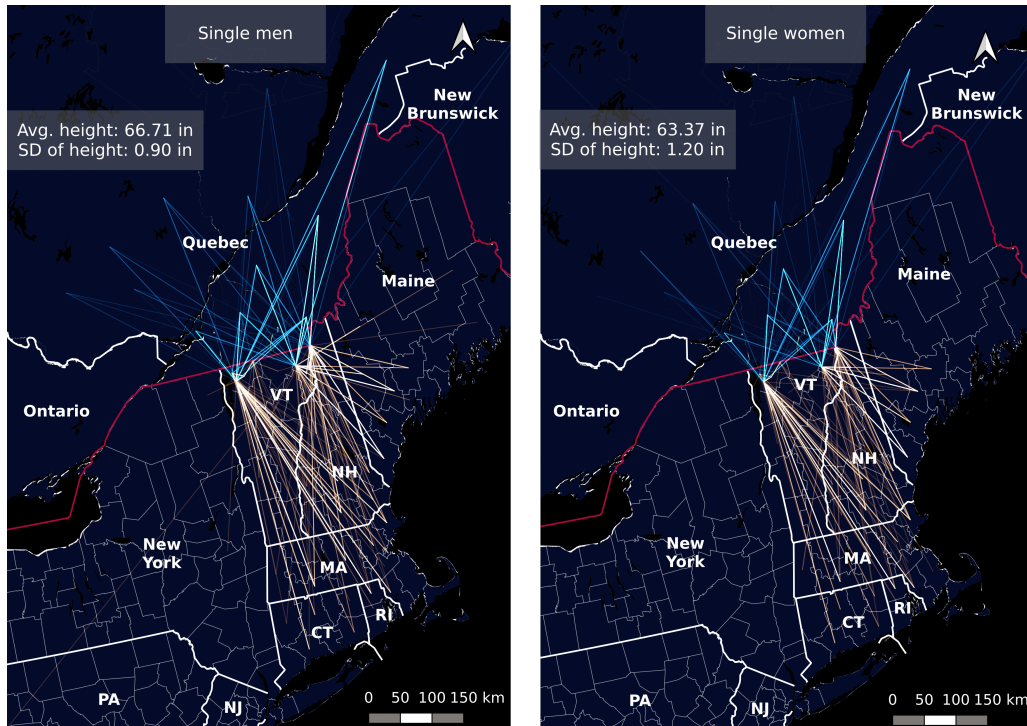 Single men
New
Brunswick
Avg. height: 66.71 in
SD of height: 0.90 in
Quebec
Maine
Ontario
VT
NH
New
York
MA
RI
CT
PA
NJ
0 50 100 150 km
Single women
New
Brunswick
Avg. height: 63.37 in
SD of height: 1.20 in
Quebec
Maine
Ontario
VT
NH
New
York
MA
RI
CT
PA
NJ
0 50 100 150 km